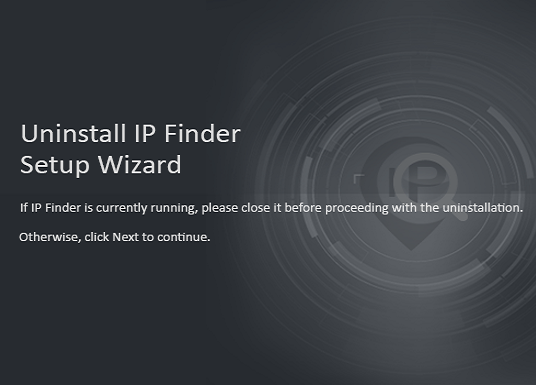 Uninstall IP Finder
Setup Wizard
If IP Finder is currently running, please close it before proceeding with the uninstallation.
Otherwise, click Next to continue.
IP